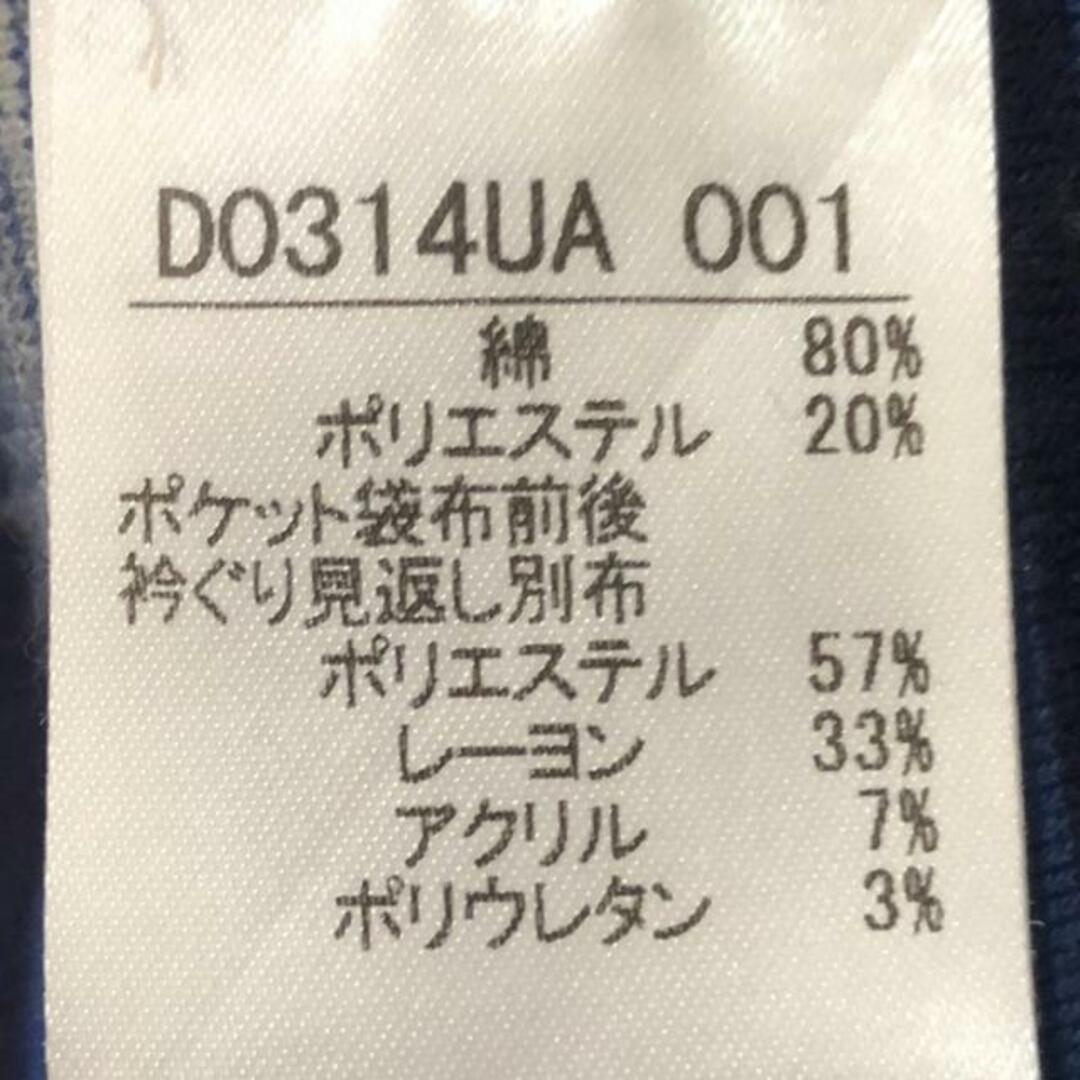 D0314UA 001
綿 80%
ポリエステル 20%
ポケット袋布前後
衿ぐり見返し別布
ポリエステル 57%
レーヨン 33%
アクリル 7%
ポリウレタン 3%